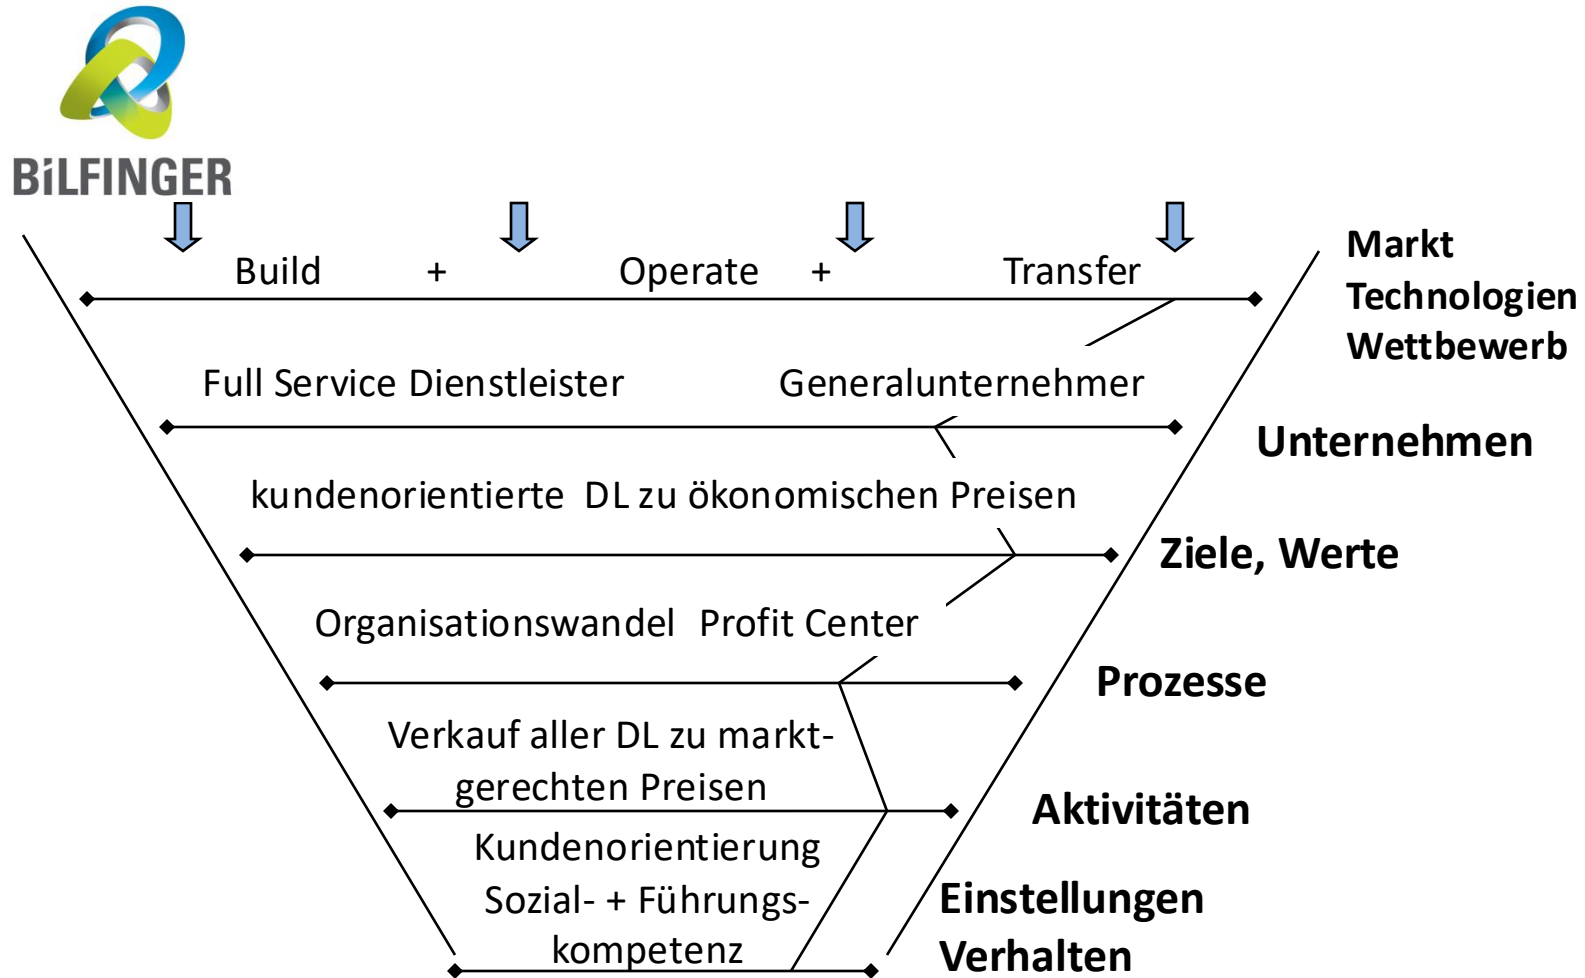 BiLFINGER
Build + Operate + Transfer
Markt
Technologien
Wettbewerb
Full Service Dienstleister Generalunternehmer
Unternehmen
kundenorientierte DL zu ökonomischen Preisen
Ziele, Werte
Organisationswandel Profit Center
Prozesse
Verkauf aller DL zu markt-
gerechten Preisen
Aktivitäten
Kundenorientierung
Sozial- + Führungs-
kompetenz
Einstellungen
Verhalten